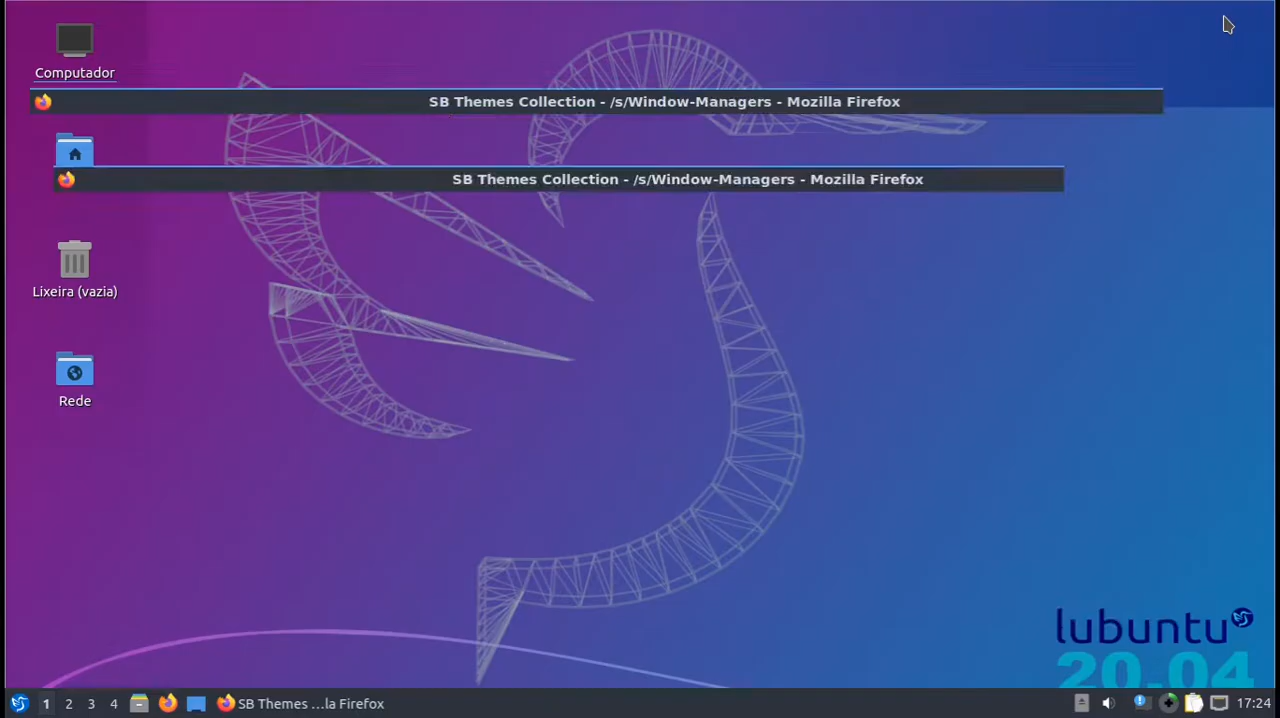 Computador
SB Themes Collection - /s/Window-Managers - Mozilla Firefox
SB Themes Collection - /s/Window-Managers - Mozilla Firefox
Lixeira (vazia)
Rede
lubuntu
20.04
1 2 3 4 SB Themes ...la Firefox 17:24